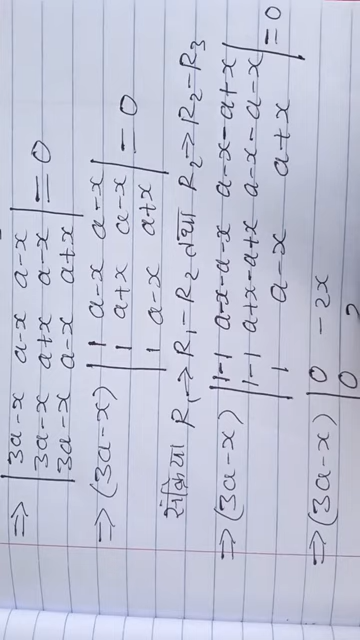 ⇒ | 3a-x a-x a-x |
| 3a-x a+x a-x | = 0
| 3a-x a-x a+x |
⇒ (3a-x) | 1 a-x a-x |
| 1 a+x a-x | = 0
| 1 a-x a+x |
संक्रिया R₁→R₁-R₂ तथा R₂→R₂-R₃
⇒ (3a-x) | 1-1 a-x-a-x a-x-a+x |
| 1-1 a+x-a+x a-x-a-x | = 0
| 1 a-x a+x |
⇒ (3a-x) | 0 -2x
| 0